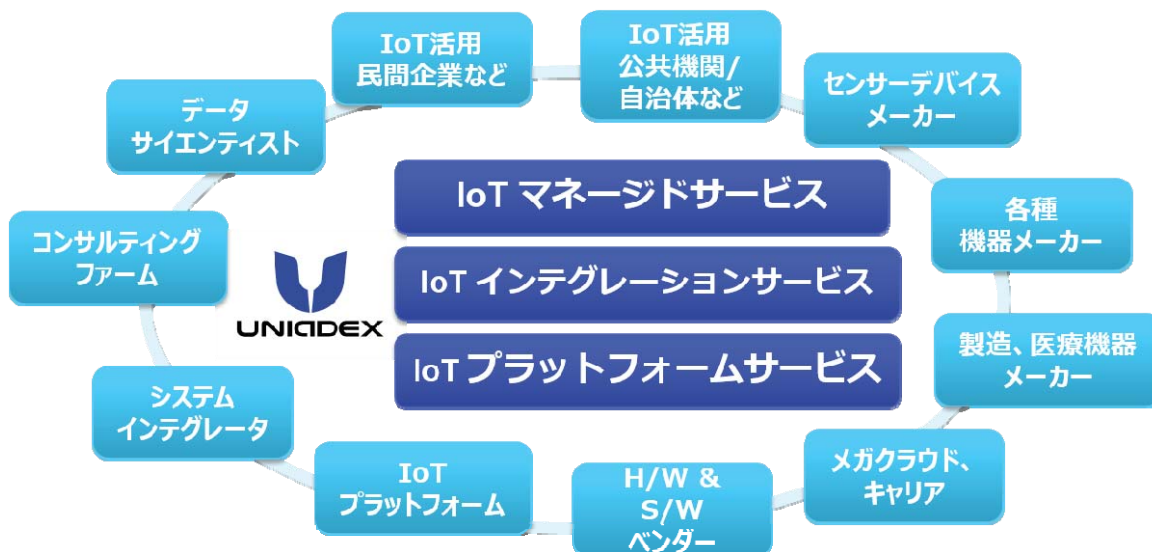 IoT活用
民間企業など
IoT活用
公共機関/
自治体など
センサーデバイス
メーカー
データ
サイエンティスト
IoT マネージドサービス
各種
機器メーカー
コンサルティング
ファーム
UNIADEX
IoT インテグレーションサービス
IoT プラットフォームサービス
製造、医療機器
メーカー
システム
インテグレータ
IoT
プラットフォーム
H/W &
S/W
ベンダー
メガクラウド、
キャリア